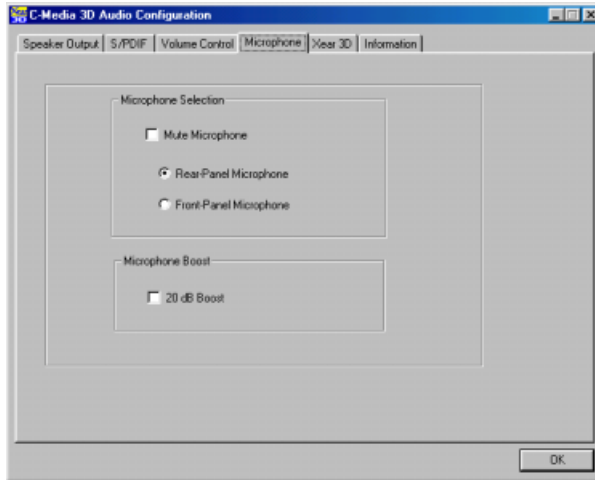 C-Media 3D Audio Configuration
Speaker Output S/PDIF Volume Control Microphone Xear 3D Information
Microphone Selection
Mute Microphone
Rear-Panel Microphone
Front-Panel Microphone
Microphone Boost
20 dB Boost
OK